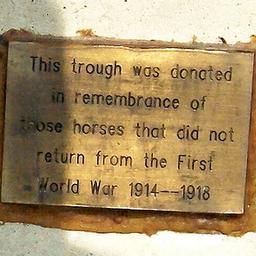 This trough was donated
in remembrance of
those horses that did not
return from the First
World War 1914--1918